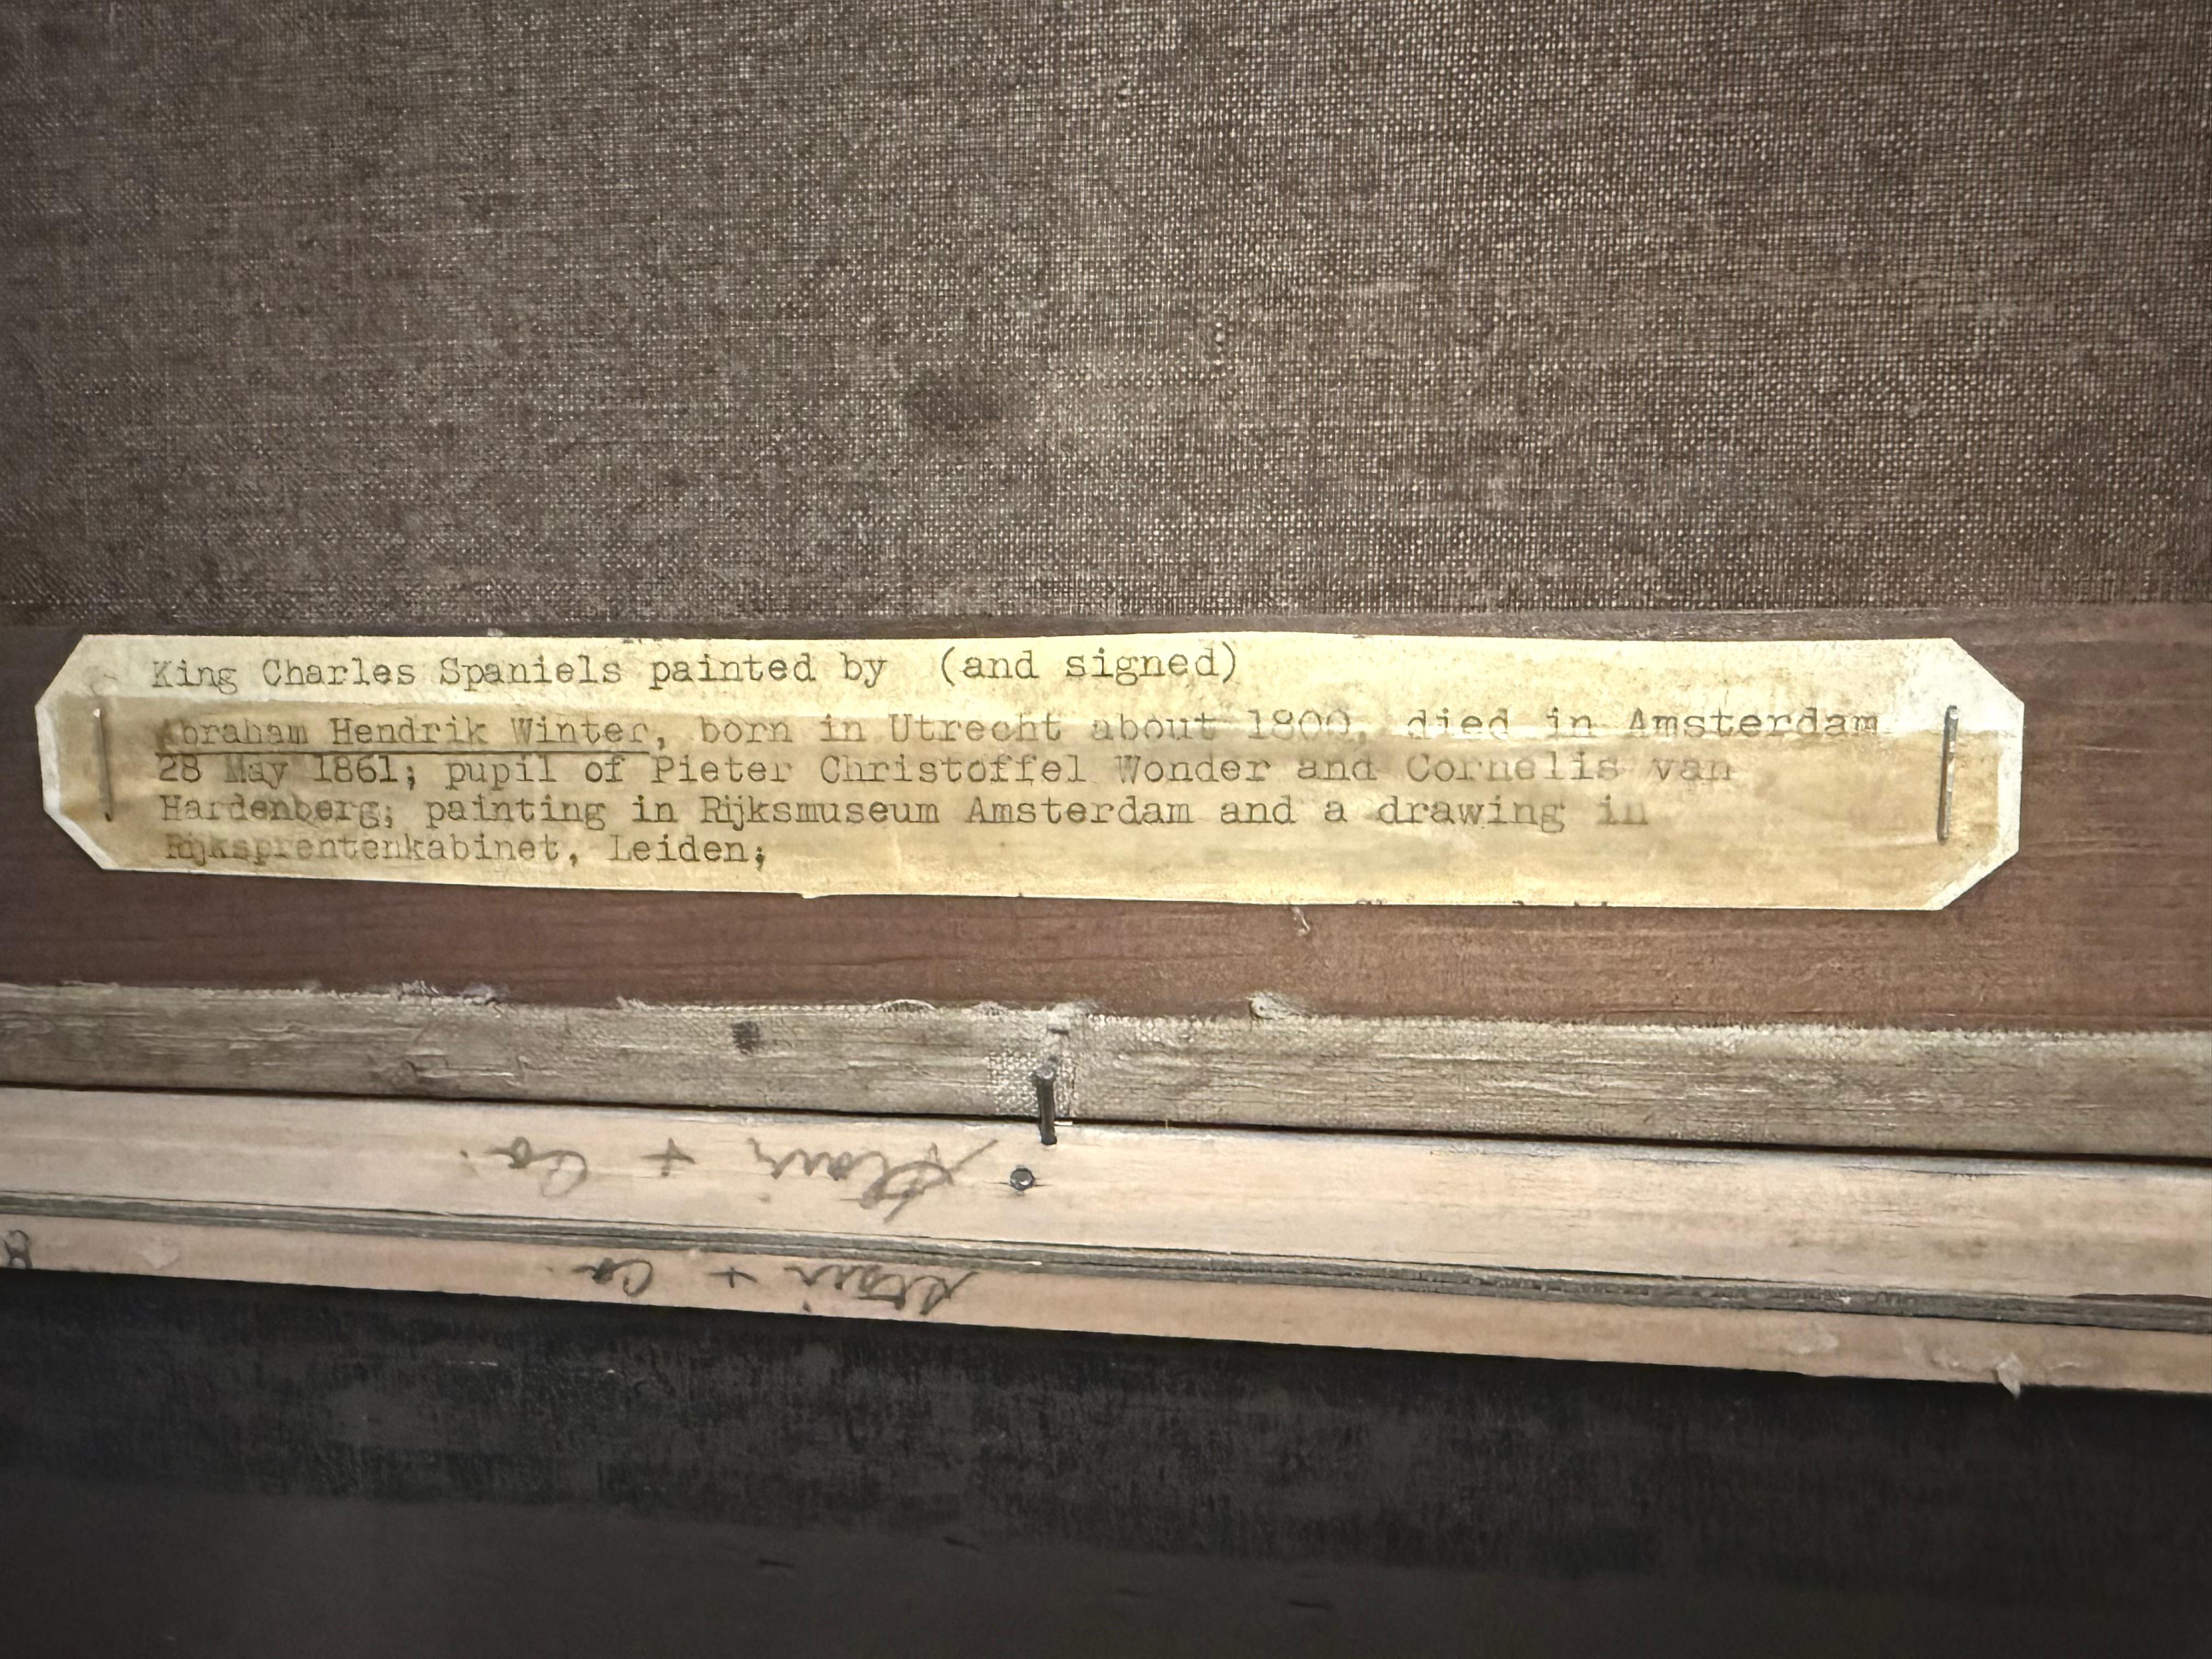 King Charles Spaniels painted by (and signed)
Abraham Hendrik Winter, born in Utrecht about 1800, died in Amsterdam
28 May 1861; pupil of Pieter Christoffel Wonder and Cornelis van
Hardenberg; painting in Rijksmuseum Amsterdam and a drawing in
Rijksprentenkabinet, Leiden;
Stair + Co.
Stair + Co.